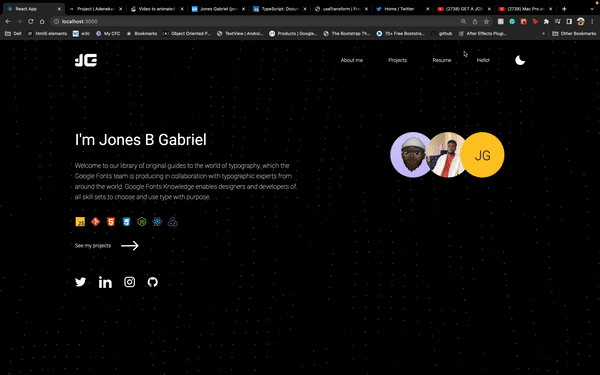 React App
Project | Adenekan
Video to animated
Jones Gabriel (@
TypeScript: Docum
useTransform | Fra
Home / Twitter
(2738) GET A JO
(2738) Mac Pro
localhost:3000
Dell
html5 elements
w3c
My CFC
Bookmarks
Object Oriented P
TextView | Androi
Products | Google
The Bootstrap Th
70+ Free Bootstra
github
After Effects Plugin
Other Bookmarks
JG
About me
Projects
Resume
Hello!
I'm Jones B Gabriel
Welcome to our library of original guides to the world of typography, which the
Google Fonts team is producing in collaboration with typographic experts from
around the world. Google Fonts Knowledge enables designers and developets of
all skill sets to choose and use type with purpose
JG
See my projects